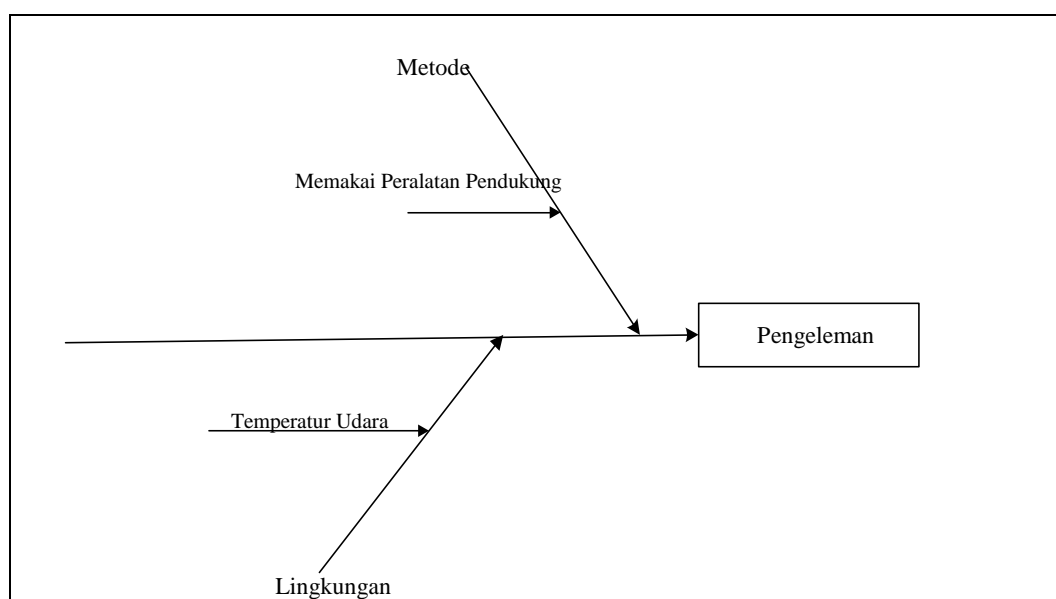 Metode
Memakai Peralatan Pendukung
Pengeleman
Temperatur Udara
Lingkungan